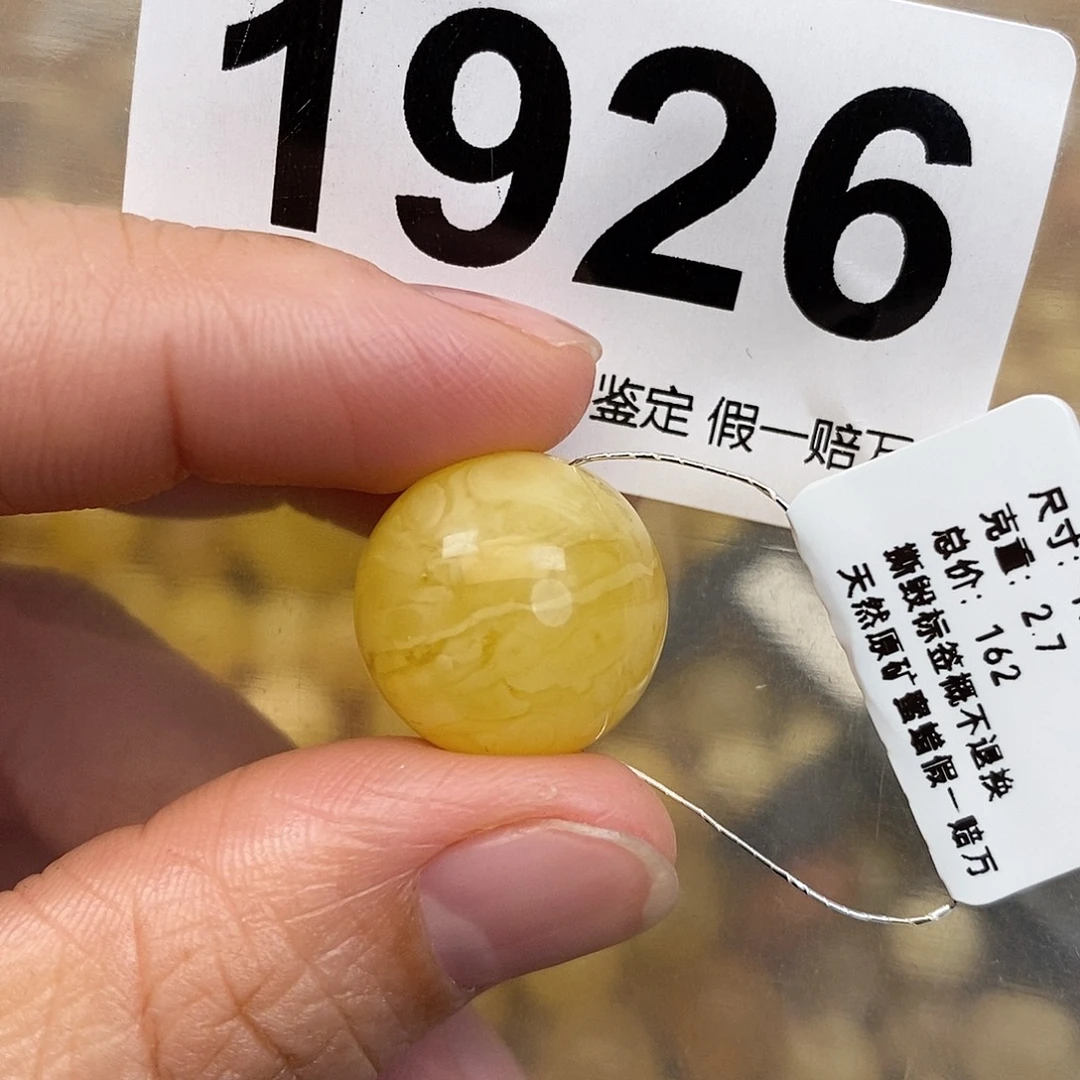 1926
鉴定 假一赔万
尺寸:
克重: 2.7
总价: 162
撕毁标签概不退换
天然原矿蜜蜡假一赔万